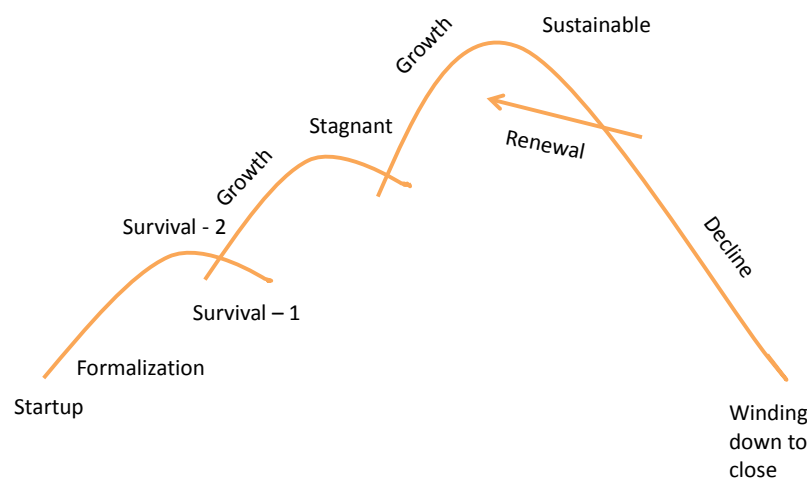 Startup
Formalization
Survival - 2
Survival – 1
Growth
Stagnant
Growth
Sustainable
Renewal
Decline
Winding
down to
close